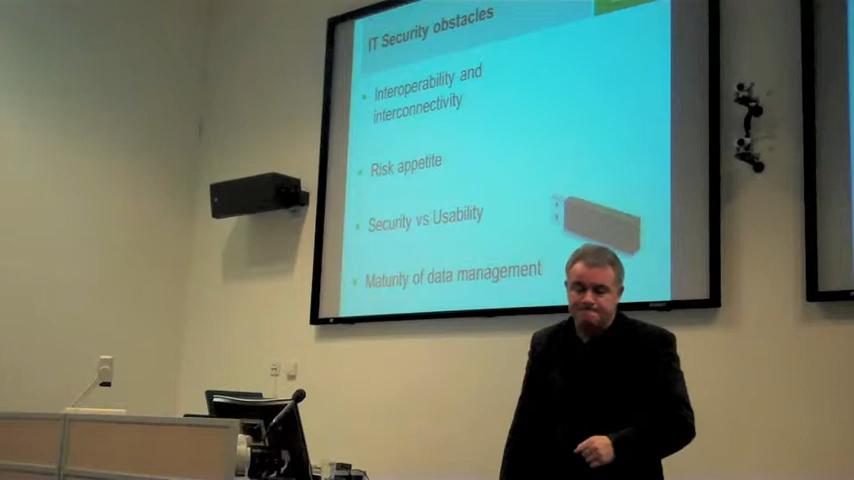 IT Security obstacles
Interoperability and
interconnectivity
Risk appetite
Security vs Usability
Maturity of data management